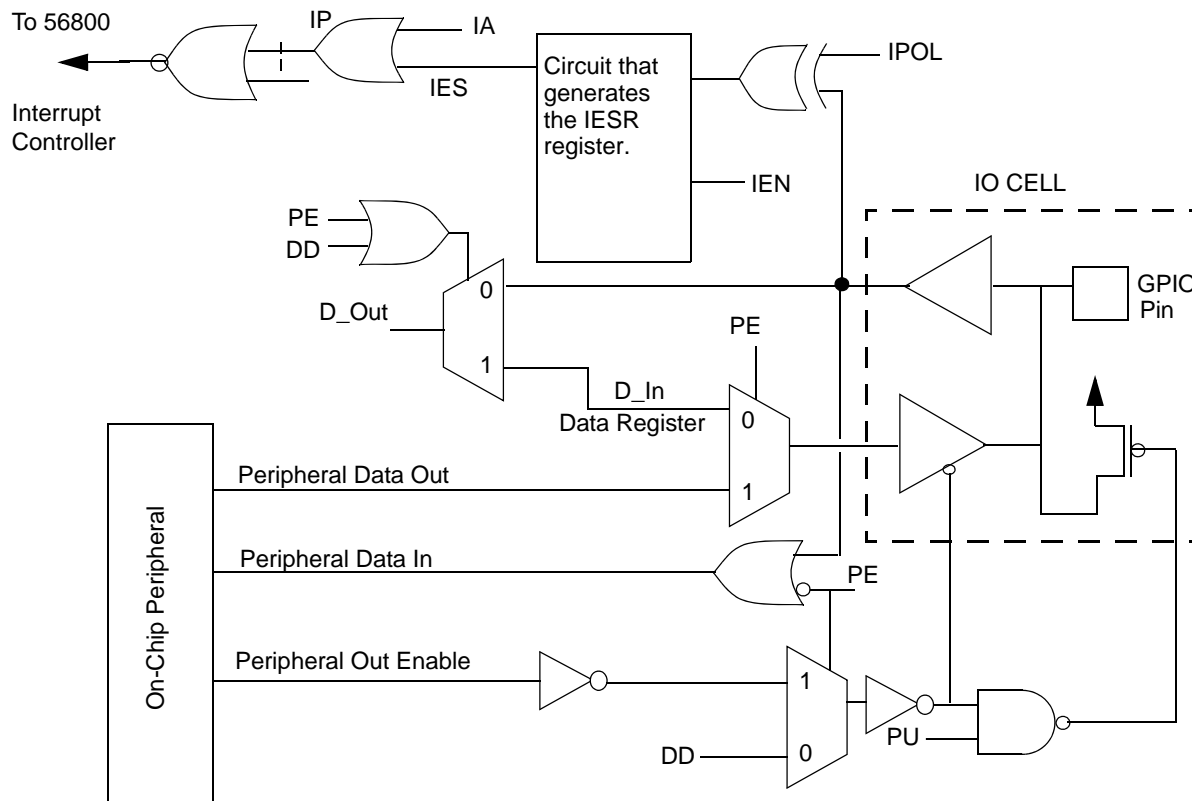 To 56800
IP
IA
IES
Interrupt
Controller
Circuit that
generates
the IESR
register.
IPOL
IEN
IO CELL
PE
DD
0
D_Out
1
GPIO
Pin
PE
D_In
Data Register
0
1
Peripheral Data Out
On-Chip Peripheral
Peripheral Data In
PE
Peripheral Out Enable
1
PU
DD
0